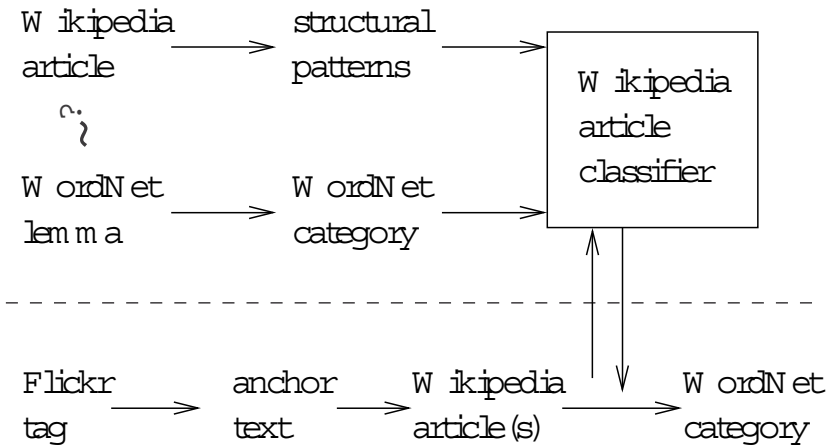 Wikipedia article
structural patterns
Wikipedia article classifier
?
~
WordNet lemma
WordNet category
Flickr tag
anchor text
Wikipedia article(s)
WordNet category